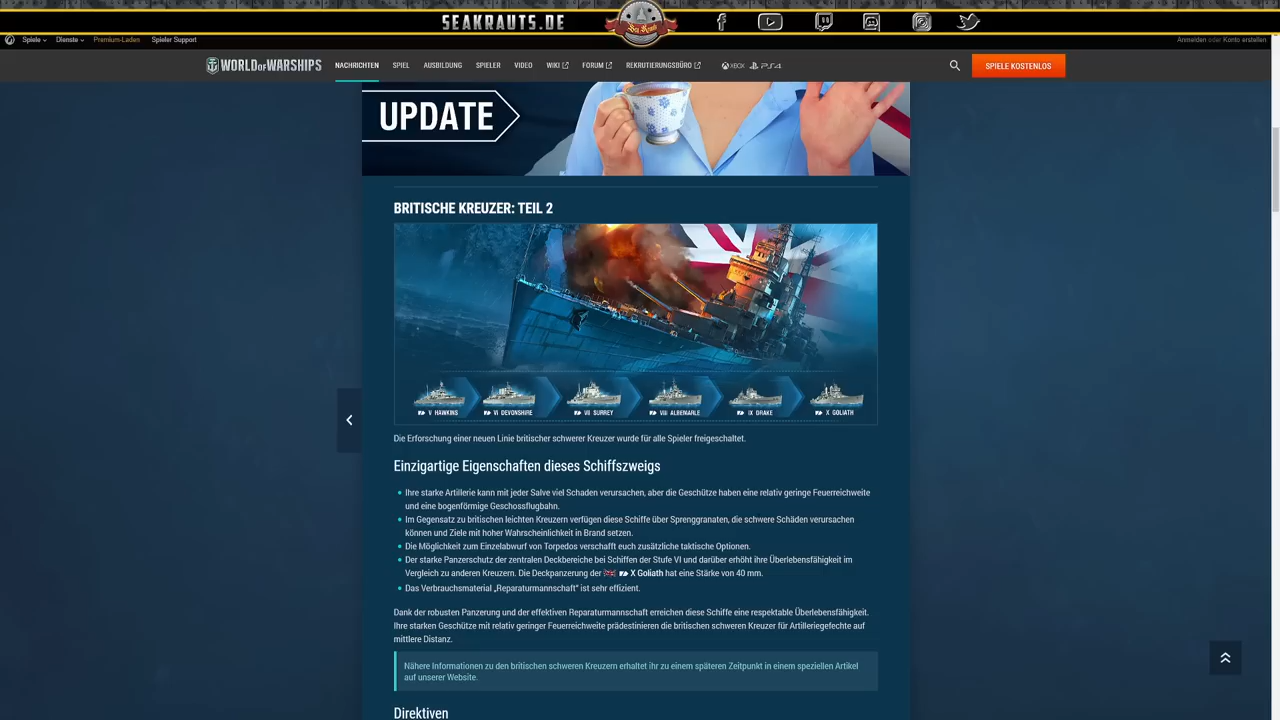 SEAKRAUTS.DE
Spiele
Dienste
Premium-Laden
Spieler Support
Anmelden oder Konto erstellen
WORLD OF WARSHIPS
NACHRICHTEN
SPIEL
AUSBILDUNG
SPIELER
VIDEO
WIKI
FORUM
REKRUTIERUNGSBÜRO
XBOX
PS4
SPIELE KOSTENLOS
UPDATE
BRITISCHE KREUZER: TEIL 2
V HAWKINS
VI DEVONSHIRE
VII SURREY
VIII ALBEMARLE
IX DRAKE
X GOLIATH
Die Erforschung einer neuen Linie britischer schwerer Kreuzer wurde für alle Spieler freigeschaltet.
Einzigartige Eigenschaften dieses Schiffszweigs
Ihre starke Artillerie kann mit jeder Salve viel Schaden verursachen, aber die Geschütze haben eine relativ geringe Feuerreichweite
und eine bogenförmige Geschossflugbahn.
Im Gegensatz zu britischen leichten Kreuzern verfügen diese Schiffe über Sprenggranaten, die schwere Schäden verursachen
können und Ziele mit hoher Wahrscheinlichkeit in Brand setzen.
Die Möglichkeit zum Einzelabwurf von Torpedos verschafft euch zusätzliche taktische Optionen.
Der starke Panzerschutz der zentralen Deckbereiche bei Schiffen der Stufe VI und darüber erhöht ihre Überlebensfähigkeit im
Vergleich zu anderen Kreuzern. Die Deckpanzerung der X Goliath hat eine Stärke von 40 mm.
Das Verbrauchsmaterial „Reparaturmannschaft" ist sehr effizient.
Dank der robusten Panzerung und der effektiven Reparaturmannschaft erreichen diese Schiffe eine respektable Überlebensfähigkeit.
Ihre starken Geschütze mit relativ geringer Feuerreichweite prädestinieren die britischen schweren Kreuzer für Artilleriegefechte auf
mittlere Distanz.
Nähere Informationen zu den britischen schweren Kreuzern erhaltet ihr zu einem späteren Zeitpunkt in einem speziellen Artikel
auf unserer Website.
Direktiven